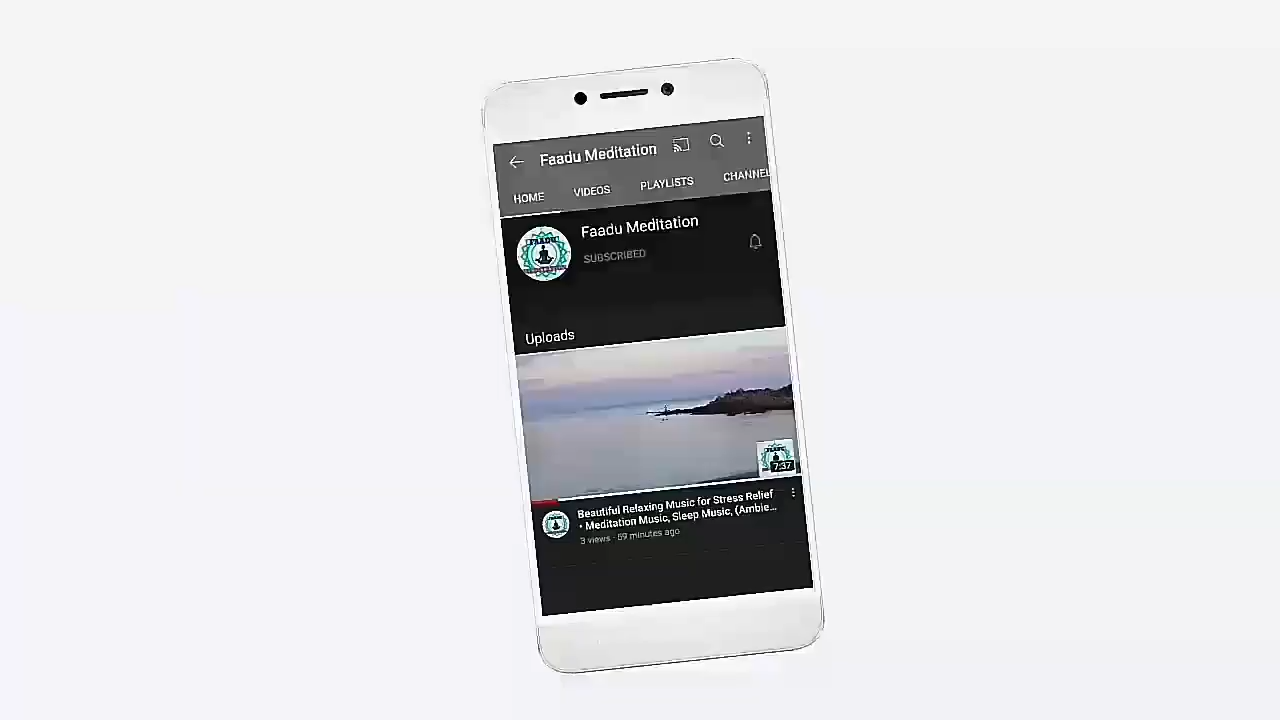 Faadu Meditation
HOME VIDEOS PLAYLISTS CHANNEL
Faadu Meditation
SUBSCRIBED
Uploads
FAADU
7:37
Beautiful Relaxing Music for Stress Relief
• Meditation Music, Sleep Music, (Ambie...
3 views · 59 minutes ago